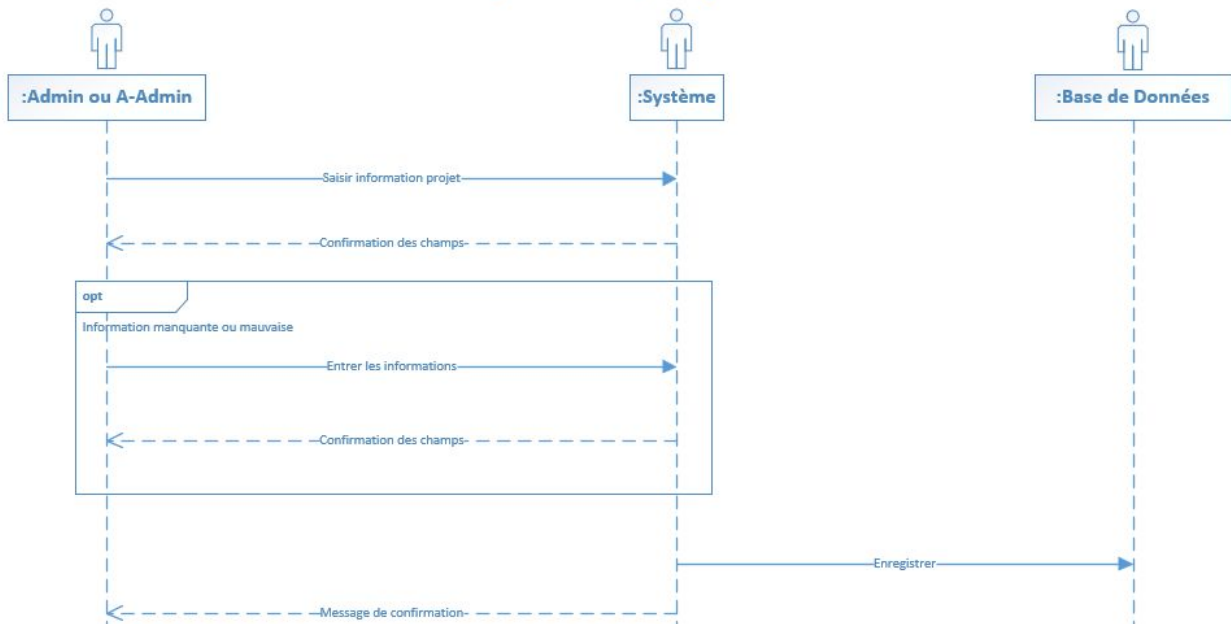 :Admin ou A-Admin
:Système
:Base de Données
Saisir information projet
Confirmation des champs
opt
Information manquante ou mauvaise
Entrer les informations
Confirmation des champs
Enregistrer
Message de confirmation